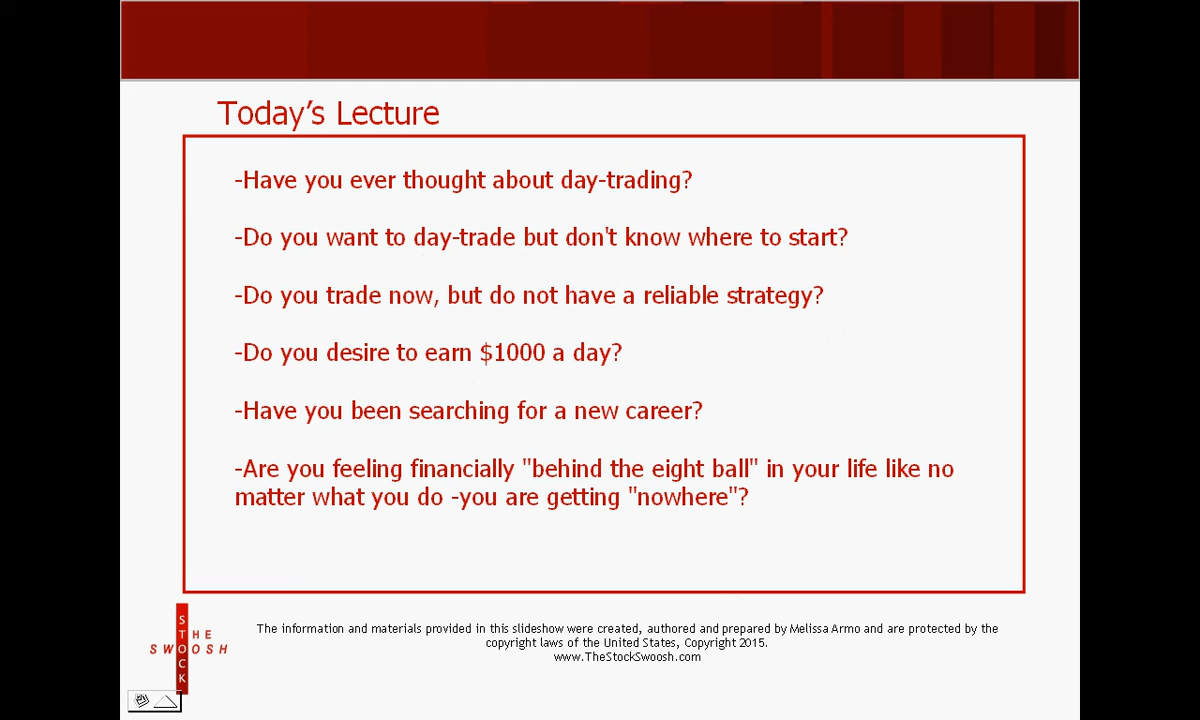 Today's Lecture
-Have you ever thought about day-trading?
-Do you want to day-trade but don't know where to start?
-Do you trade now, but do not have a reliable strategy?
-Do you desire to earn $1000 a day?
-Have you been searching for a new career?
-Are you feeling financially "behind the eight ball" in your life like no
matter what you do -you are getting "nowhere"?
THE
STOCK
SWOOSH
The information and materials provided in this slideshow were created, authored and prepared by Melissa Armo and are protected by the
copyright laws of the United States, Copyright 2015.
www.TheStockSwoosh.com